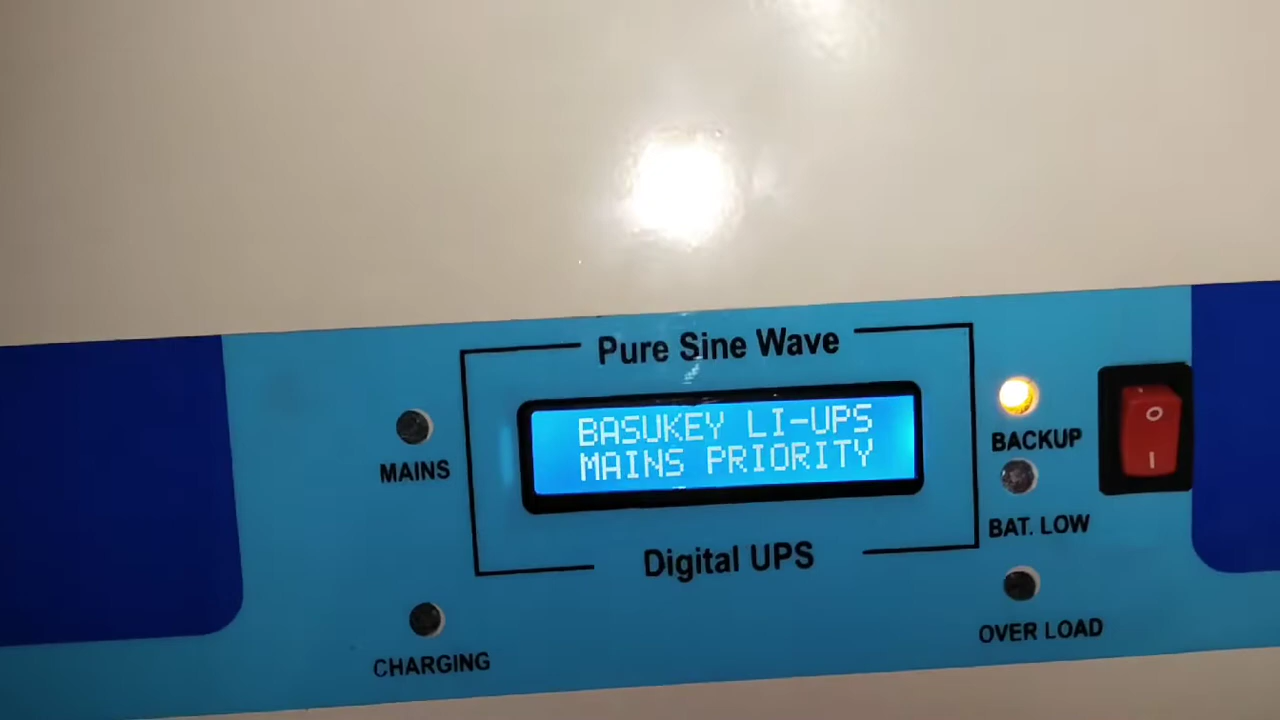 Pure Sine Wave
BASUKEY LI-UPS
MAINS PRIORITY
Digital UPS
MAINS
CHARGING
BACKUP
BAT. LOW
OVER LOAD
O
I